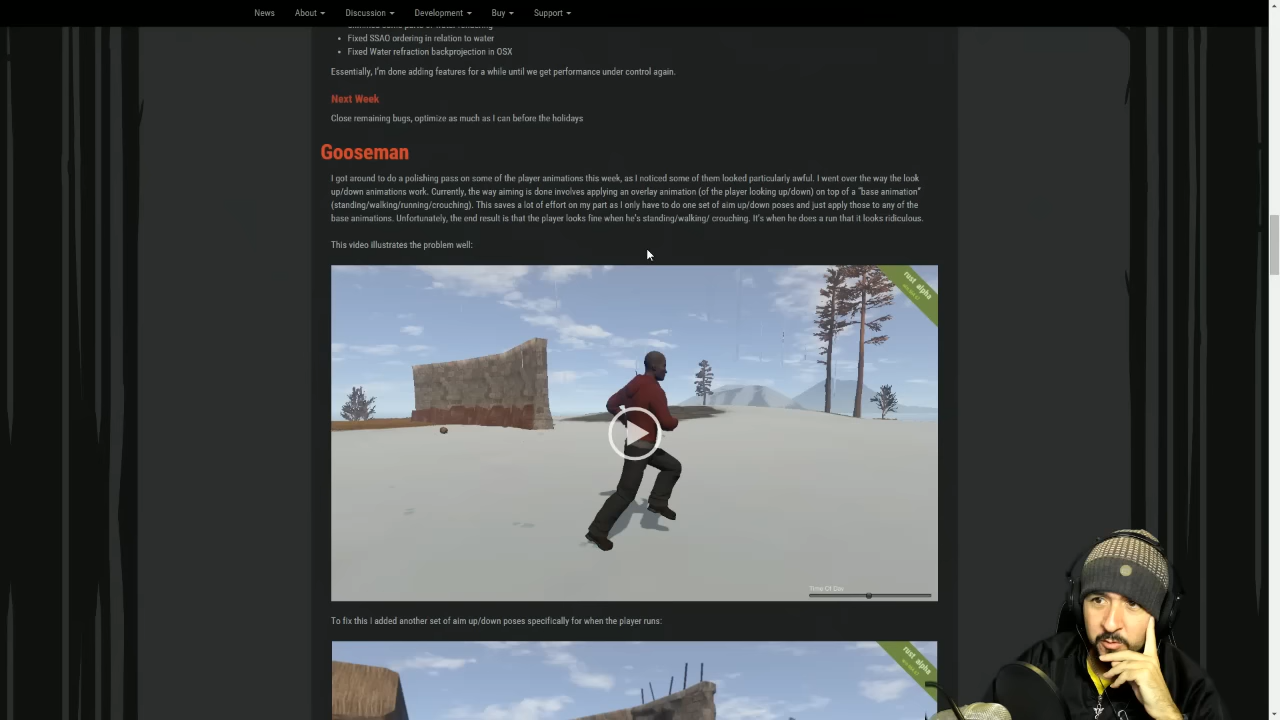 News About Discussion Development Buy Support
Fixed SSAO ordering in relation to water
Fixed Water refraction backprojection in OSX
Essentially, I'm done adding features for a while until we get performance under control again.
Next Week
Close remaining bugs, optimize as much as I can before the holidays
Gooseman
I got around to do a polishing pass on some of the player animations this week, as I noticed some of them looked particularly awful. I went over the way the look
up/down animations work. Currently, the way aiming is done involves applying an overlay animation (of the player looking up/down) on top of a "base animation"
(standing/walking/running/crouching). This saves a lot of effort on my part as I only have to do one set of aim up/down poses and just apply those to any of the
base animations. Unfortunately, the end result is that the player looks fine when he's standing/walking/ crouching. It's when he does a run that it looks ridiculous.
This video illustrates the problem well:
rust alpha
Time Of Day
To fix this I added another set of aim up/down poses specifically for when the player runs:
rust alpha